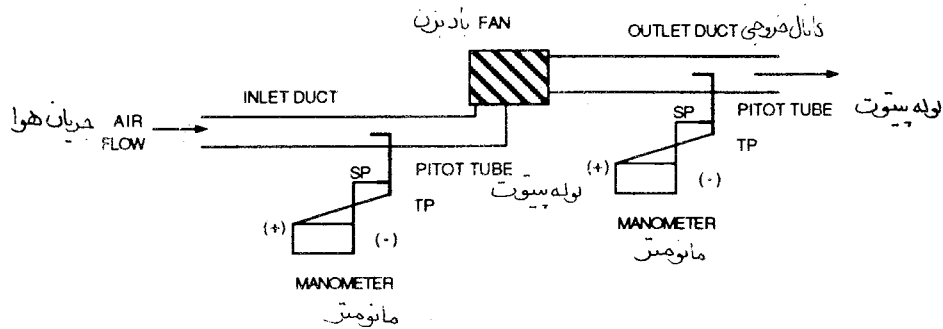 بادبزن FAN
OUTLET DUCT کانال خروجی
INLET DUCT
جریان هوا AIR FLOW
PITOT TUBE لوله پیتوت
SP
TP
(+)
(-)
MANOMETER
مانومتر
PITOT TUBE
لوله پیتوت
SP
TP
(+)
(-)
MANOMETER
مانومتر